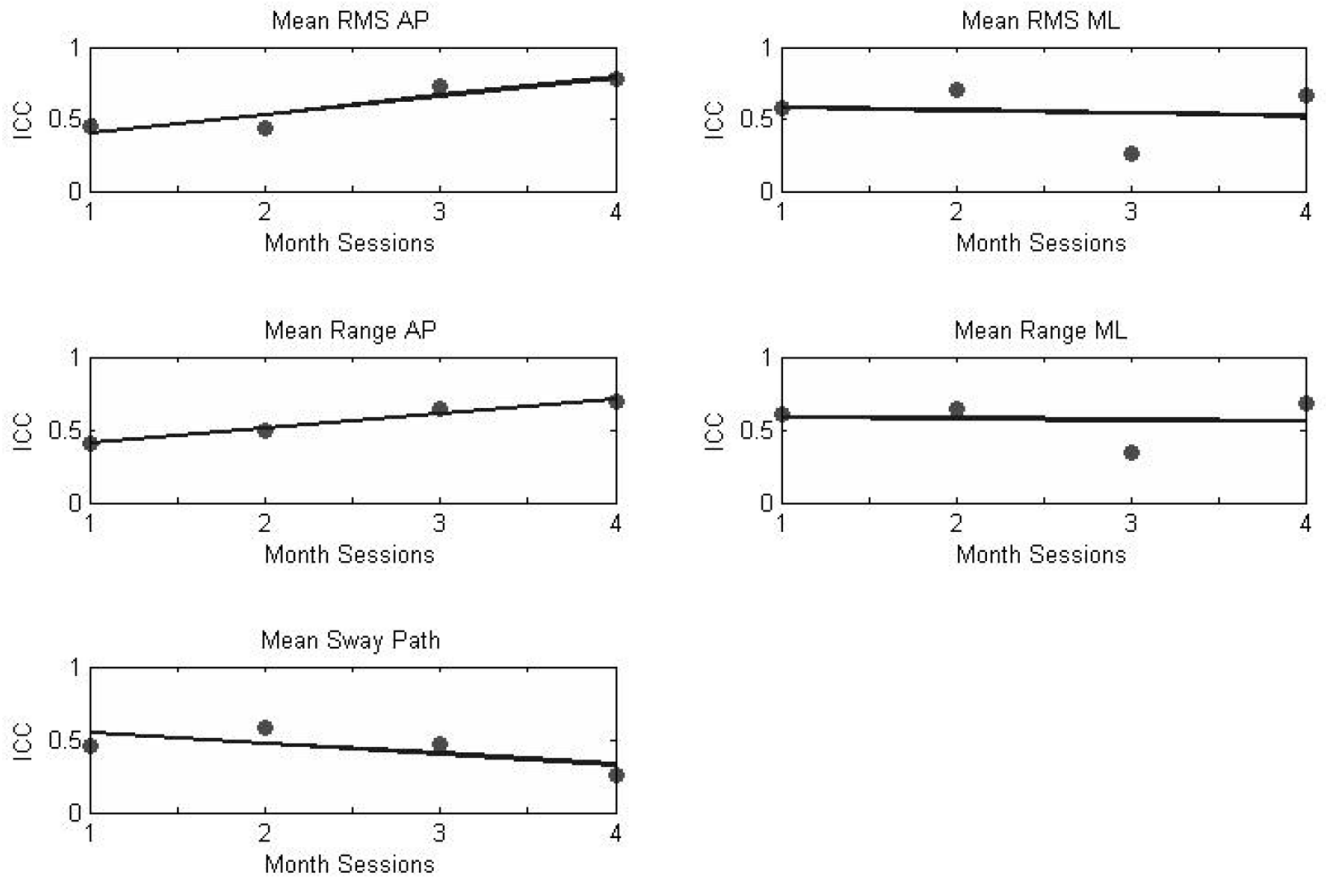 Mean RMS AP
1
0.5
0
ICC
1 2 3 4
Month Sessions
Mean RMS ML
1
0.5
0
ICC
1 2 3 4
Month Sessions
Mean Range AP
1
0.5
0
ICC
1 2 3 4
Month Sessions
Mean Range ML
1
0.5
0
ICC
1 2 3 4
Month Sessions
Mean Sway Path
1
0.5
0
ICC
1 2 3 4
Month Sessions